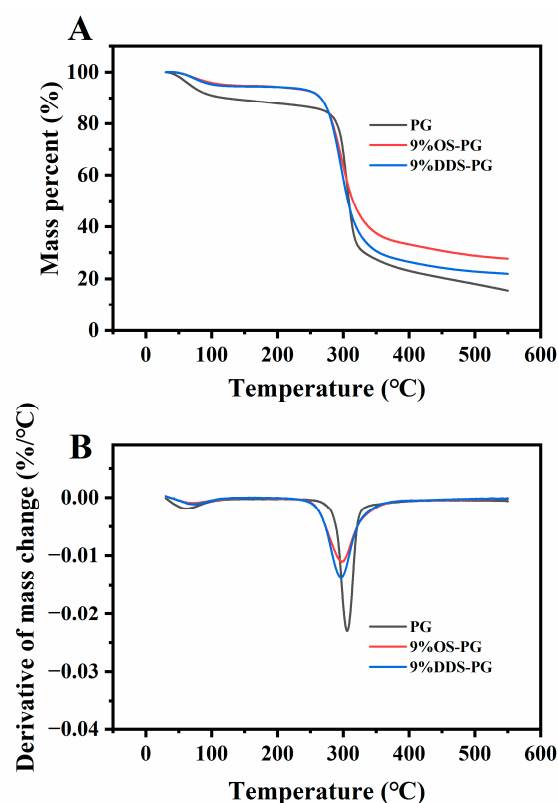 A
Mass percent (%)
100
80
60
40
20
0
PG
9%OS-PG
9%DDS-PG
0 100 200 300 400 500 600
Temperature (°C)
B
Derivative of mass change (%/°C)
0.00
−0.01
−0.02
−0.03
−0.04
PG
9%OS-PG
9%DDS-PG
0 100 200 300 400 500 600
Temperature (°C)